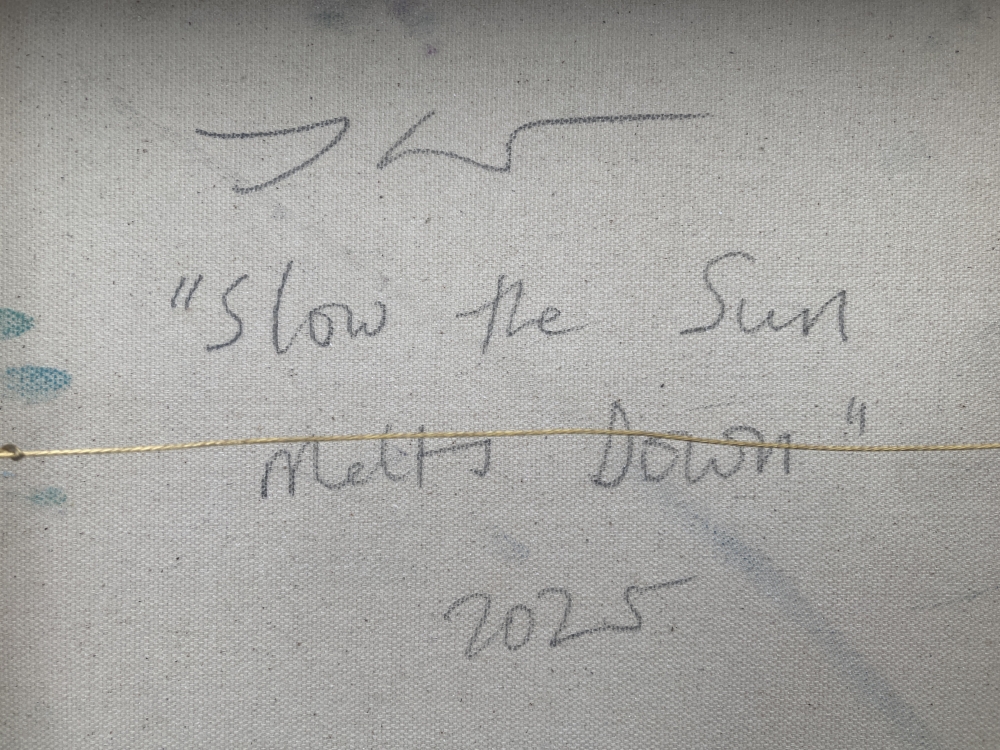 "Slow the Sun
Melts Down"
2025